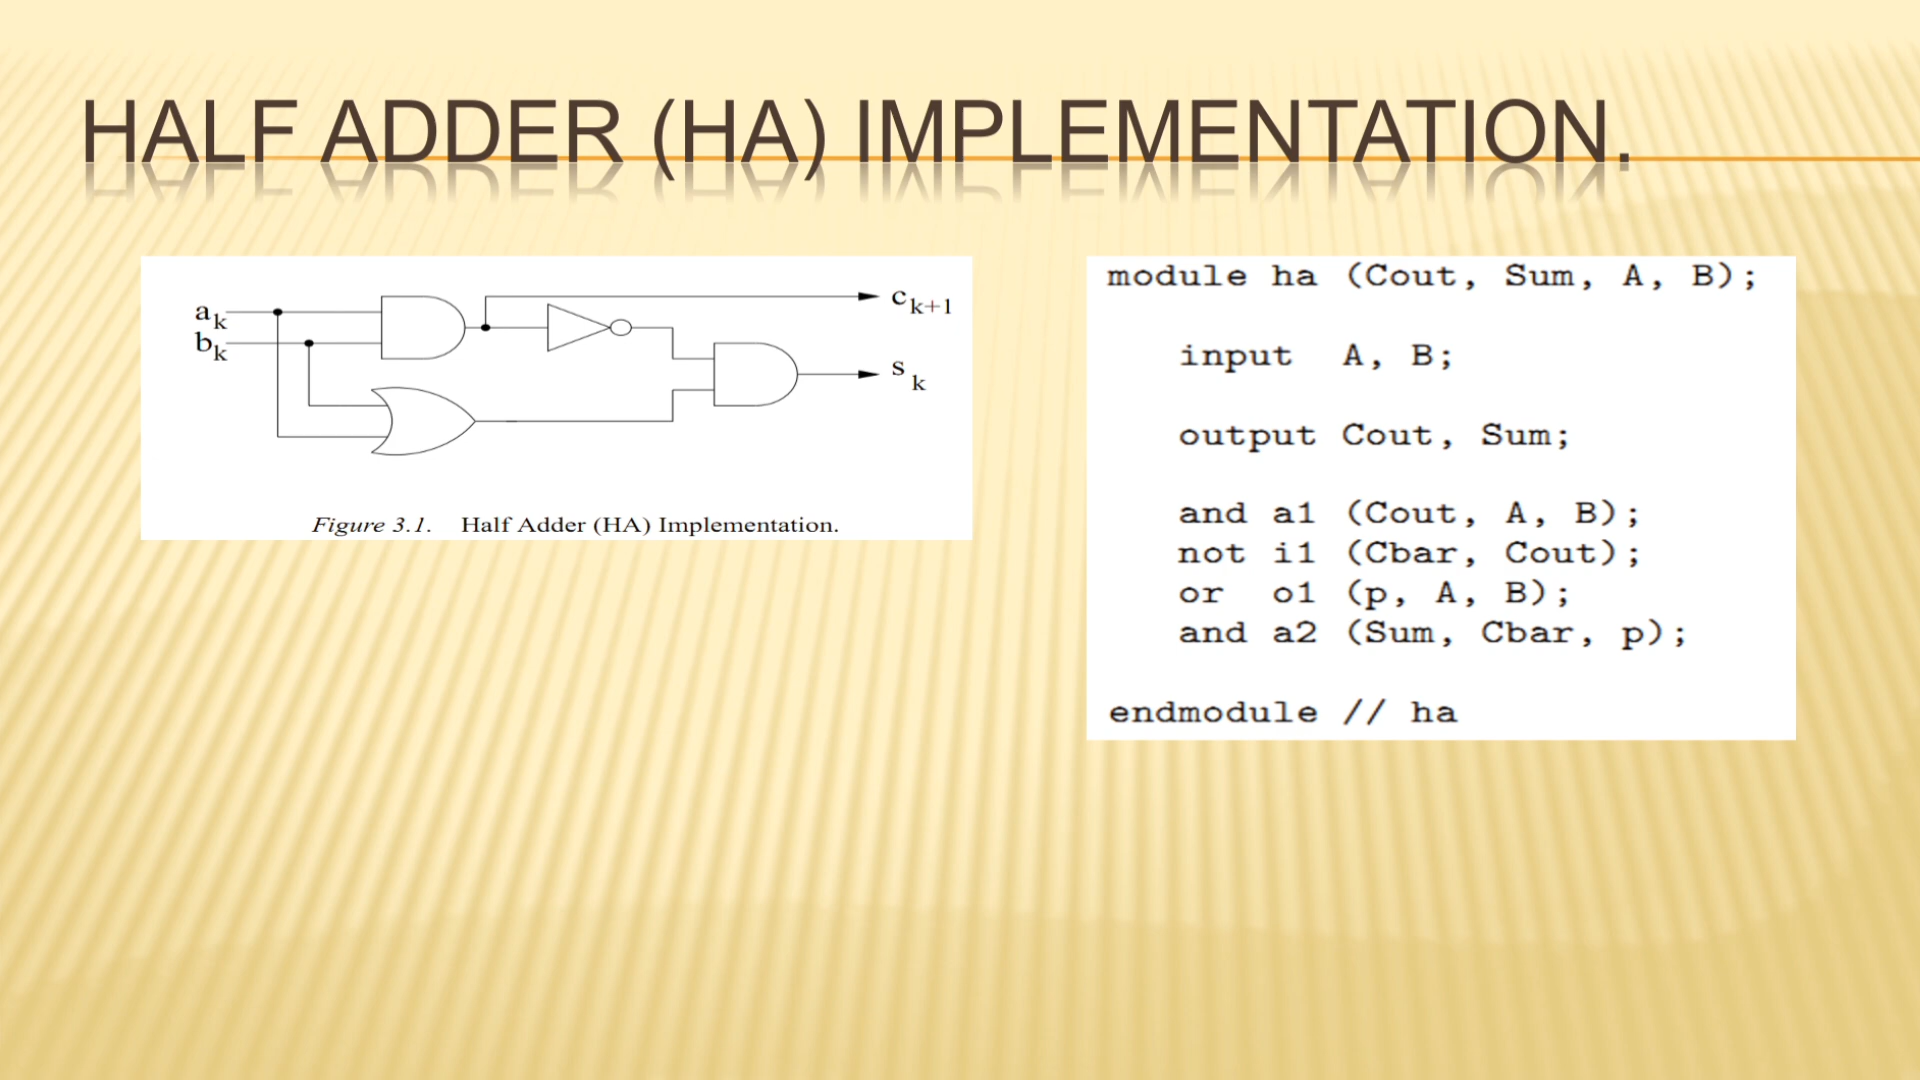 HALF ADDER (HA) IMPLEMENTATION.
a k
b k
c k+1
s k
Figure 3.1. Half Adder (HA) Implementation.
module ha (Cout, Sum, A, B);
input A, B;
output Cout, Sum;
and a1 (Cout, A, B);
not i1 (Cbar, Cout);
or o1 (p, A, B);
and a2 (Sum, Cbar, p);
endmodule // ha